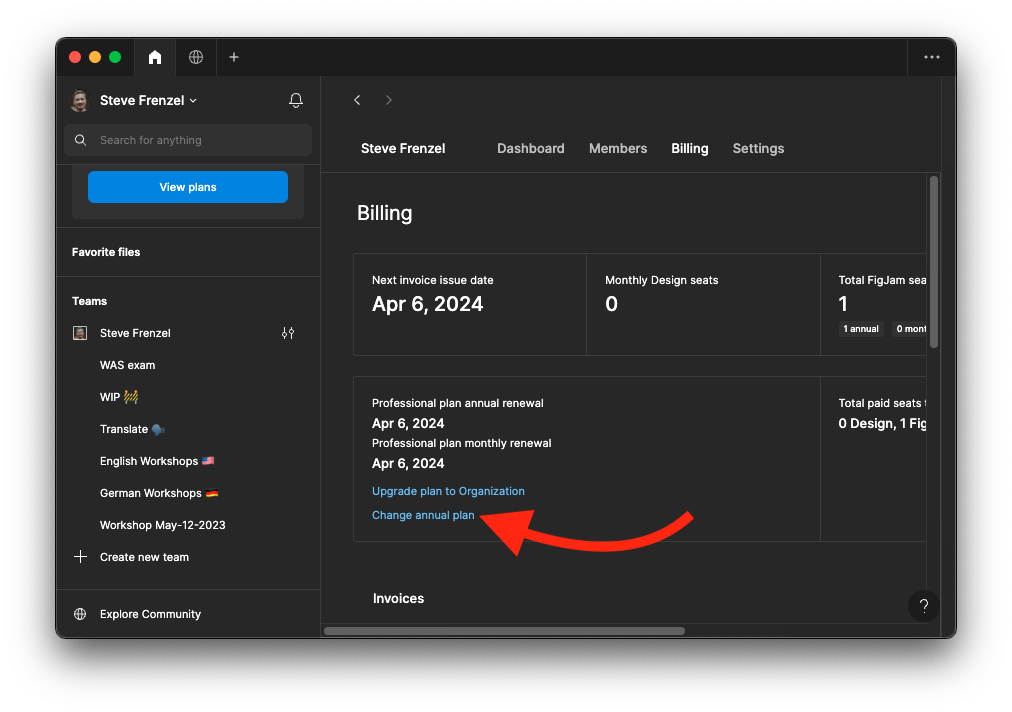 Steve Frenzel
Search for anything
View plans
Favorite files
Teams
Steve Frenzel
WAS exam
WIP 🚧
Translate 🗣️
English Workshops 🇺🇸
German Workshops 🇩🇪
Workshop May-12-2023
Create new team
Explore Community
Steve Frenzel Dashboard Members Billing Settings
Billing
Next invoice issue date
Apr 6, 2024
Monthly Design seats
0
Total FigJam sea
1
1 annual 0 mont
Professional plan annual renewal
Apr 6, 2024
Professional plan monthly renewal
Apr 6, 2024
Upgrade plan to Organization
Change annual plan
Total paid seats
0 Design, 1 Fig
Invoices
?